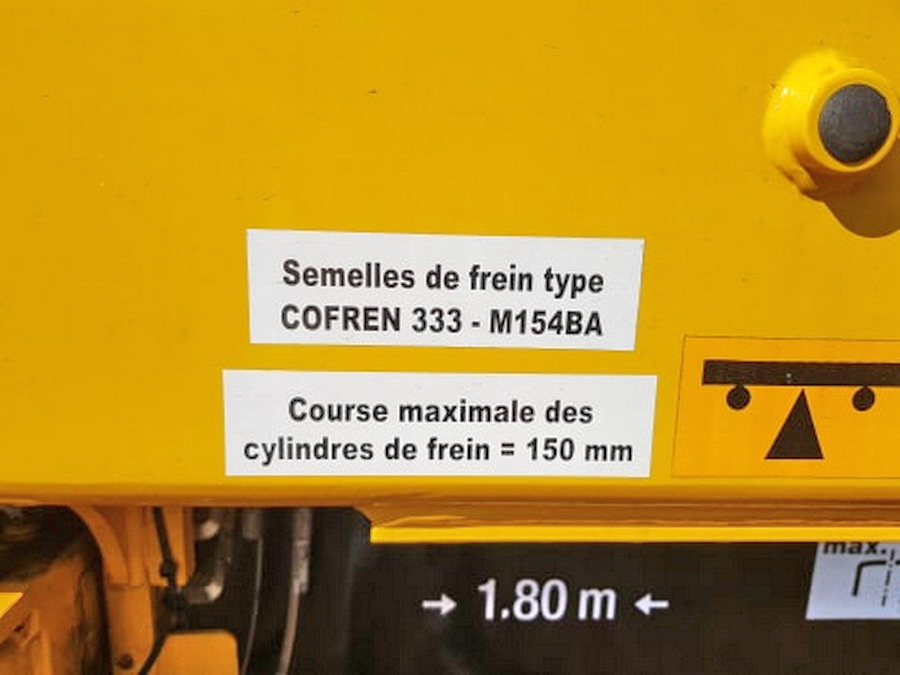 Semelles de frein type
COFREN 333 - M154BA
Course maximale des
cylindres de frein = 150 mm
max.
→ 1.80 m ←